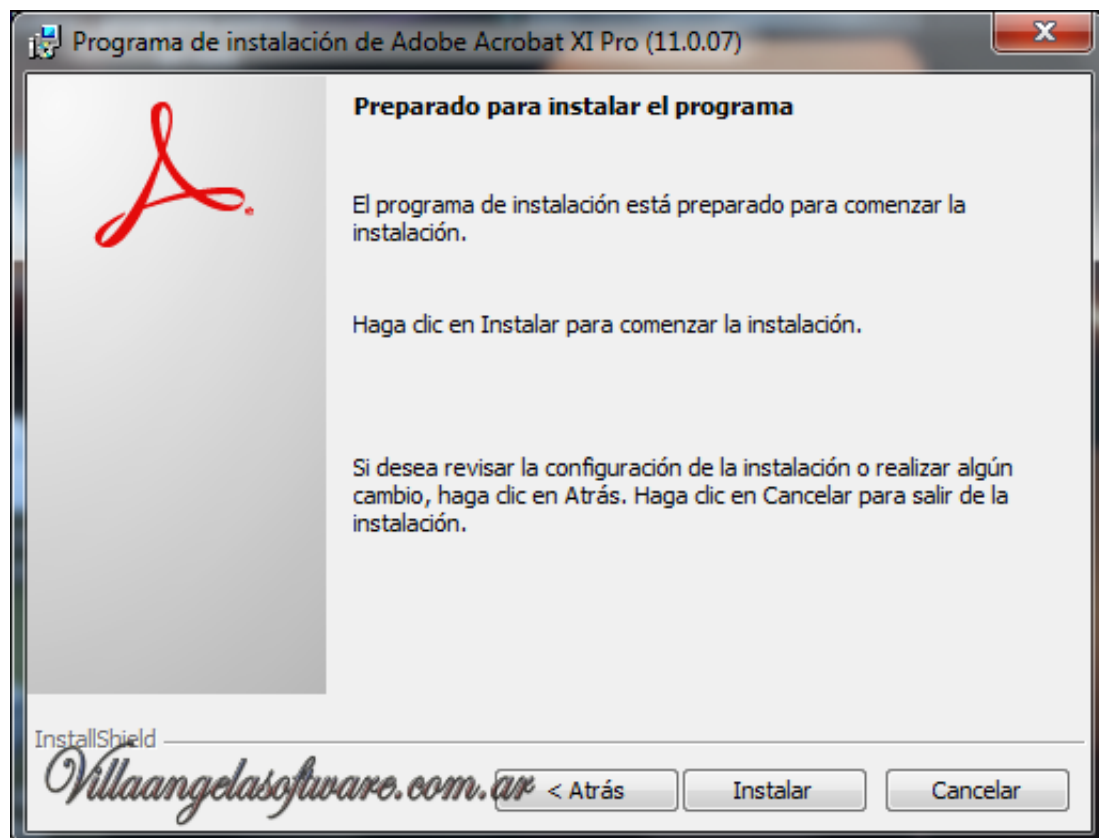 Programa de instalación de Adobe Acrobat XI Pro (11.0.07)
Preparado para instalar el programa
El programa de instalación está preparado para comenzar la
instalación.
Haga clic en Instalar para comenzar la instalación.
Si desea revisar la configuración de la instalación o realizar algún
cambio, haga clic en Atrás. Haga clic en Cancelar para salir de la
instalación.
InstallShield
Villaangelasoftware.com.ar
< Atrás
Instalar
Cancelar